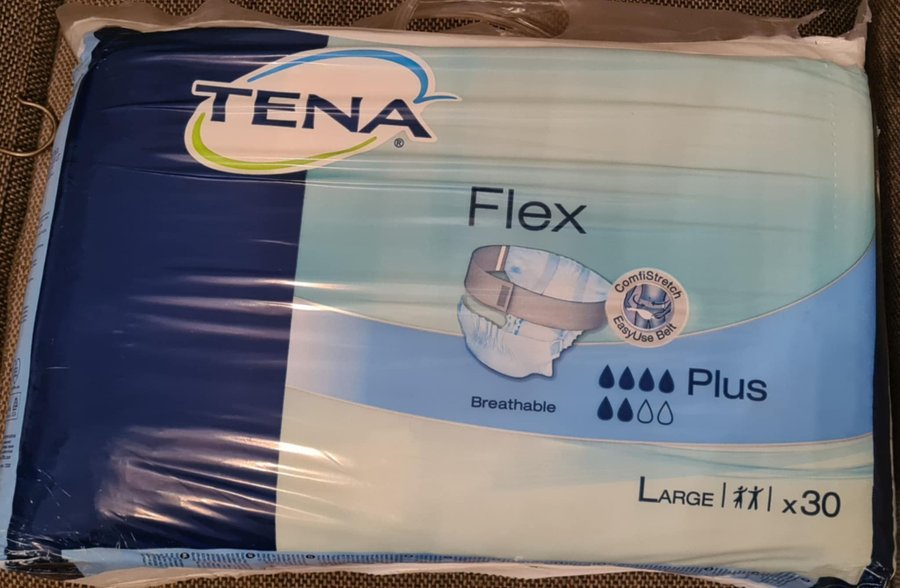 TENA®
Flex
ComfiStretch
EasyUse Belt
Plus
Breathable
LARGE x30